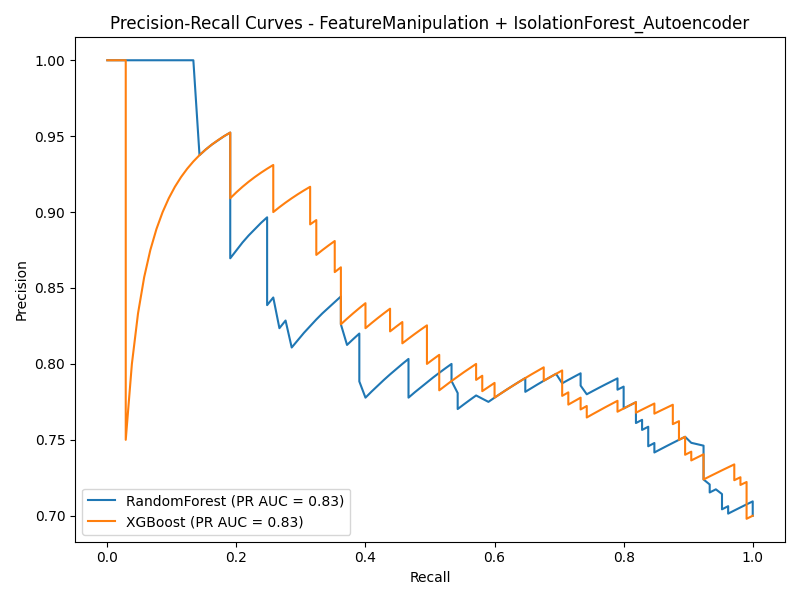 Precision-Recall Curves - FeatureManipulation + IsolationForest_Autoencoder
1.00
0.95
0.90
0.85
0.80
0.75
0.70
Precision
RandomForest (PR AUC = 0.83)
XGBoost (PR AUC = 0.83)
0.0 0.2 0.4 0.6 0.8 1.0
Recall